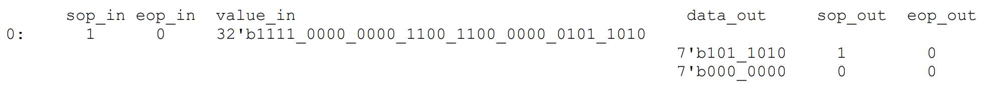 sop_in eop_in value_in data_out sop_out eop_out
0: 1 0 32'b1111_0000_0000_1100_1100_0000_0101_1010
7'b101_1010 1 0
7'b000_0000 0 0